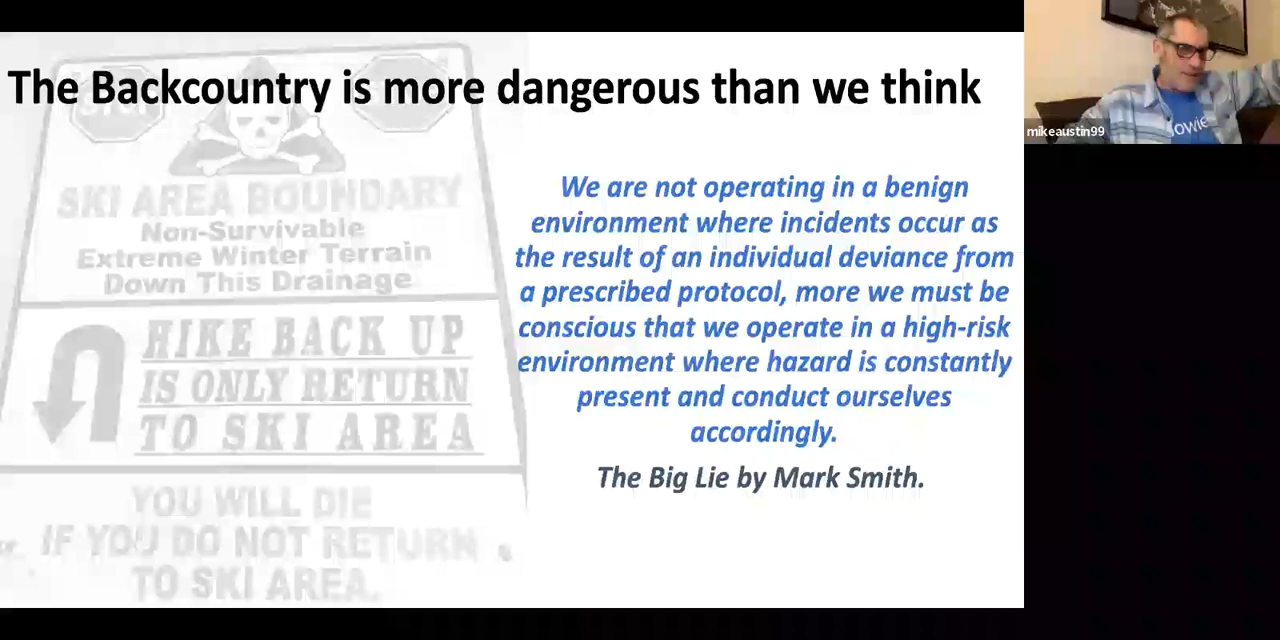 The Backcountry is more dangerous than we think
STOP
SKI AREA BOUNDARY
Non-Survivable
Extreme Winter Terrain
Down This Drainage
HIKE BACK UP
IS ONLY RETURN
TO SKI AREA
YOU WILL DIE
IF YOU DO NOT RETURN
TO SKI AREA.
We are not operating in a benign
environment where incidents occur as
the result of an individual deviance from
a prescribed protocol, more we must be
conscious that we operate in a high-risk
environment where hazard is constantly
present and conduct ourselves
accordingly.
The Big Lie by Mark Smith.
mikeaustin99